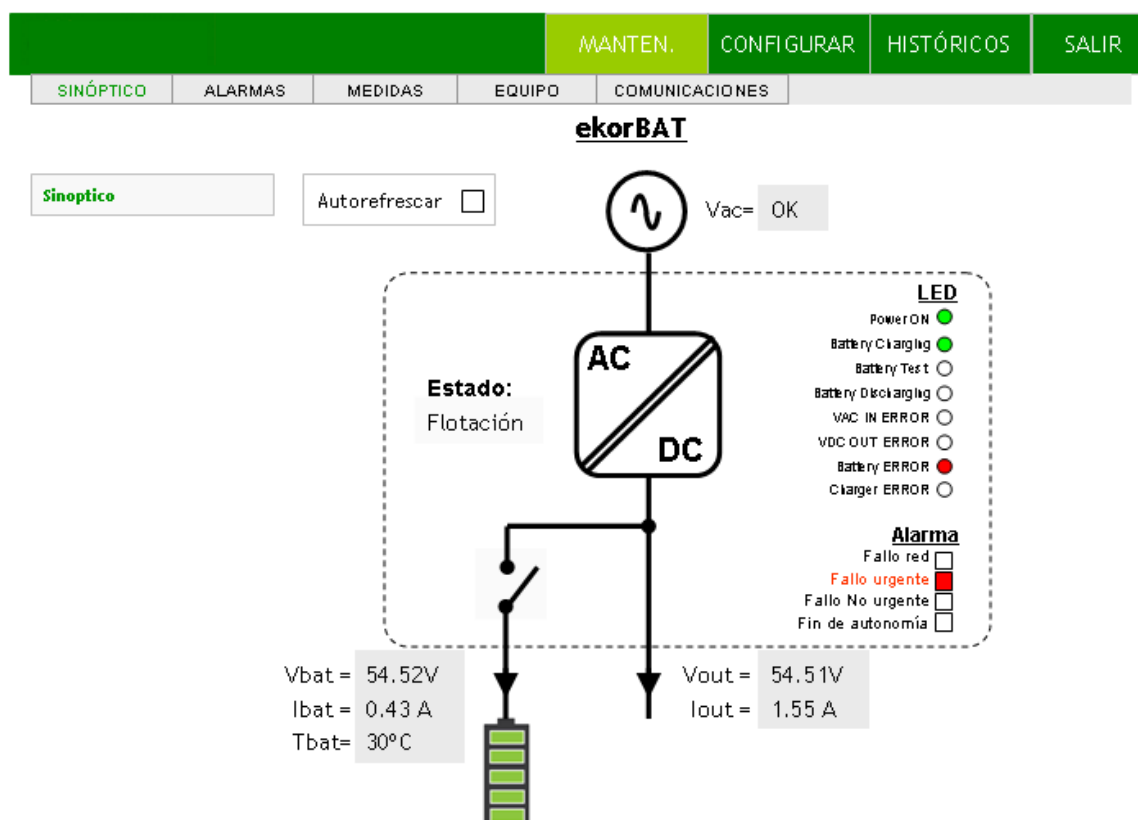 MANTEN. CONFIGURAR HISTÓRICOS SALIR
SINÓPTICO ALARMAS MEDIDAS EQUIPO COMUNICACIONES
ekorBAT
Sinoptico
Autorefrescar
Vac= OK
LED
Power ON
Battery Charging
Battery Test
Battery Discharging
VAC IN ERROR
VDC OUT ERROR
Battery ERROR
Charger ERROR
AC
DC
Estado:
Flotación
Alarma
Fallo red
Fallo urgente
Fallo No urgente
Fin de autonomía
Vbat = 54.52V
Ibat = 0.43 A
Tbat= 30ºC
Vout = 54.51V
Iout = 1.55 A